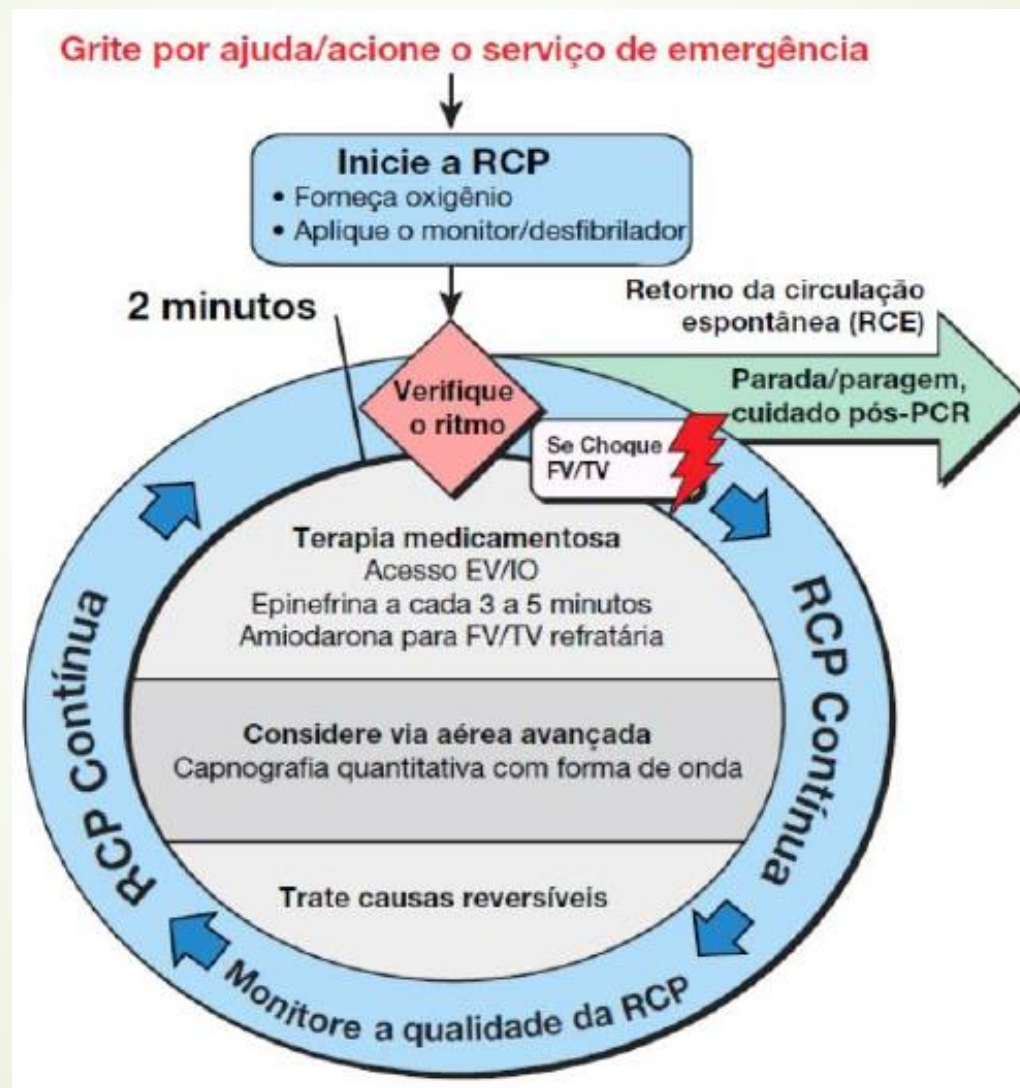 Grite por ajuda/acione o serviço de emergência
Inicie a RCP
• Forneça oxigênio
• Aplique o monitor/desfibrilador
2 minutos
Retorno da circulação
espontânea (RCE)
Verifique
o ritmo
Parada/paragem,
cuidado pós-PCR
Se Choque
FV/TV
Terapia medicamentosa
Acesso EV/IO
Epinefrina a cada 3 a 5 minutos
Amiodarona para FV/TV refratária
RCP Contínua
RCP Contínua
Considere via aérea avançada
Capnografia quantitativa com forma de onda
Trate causas reversíveis
Monitore a qualidade da RCP